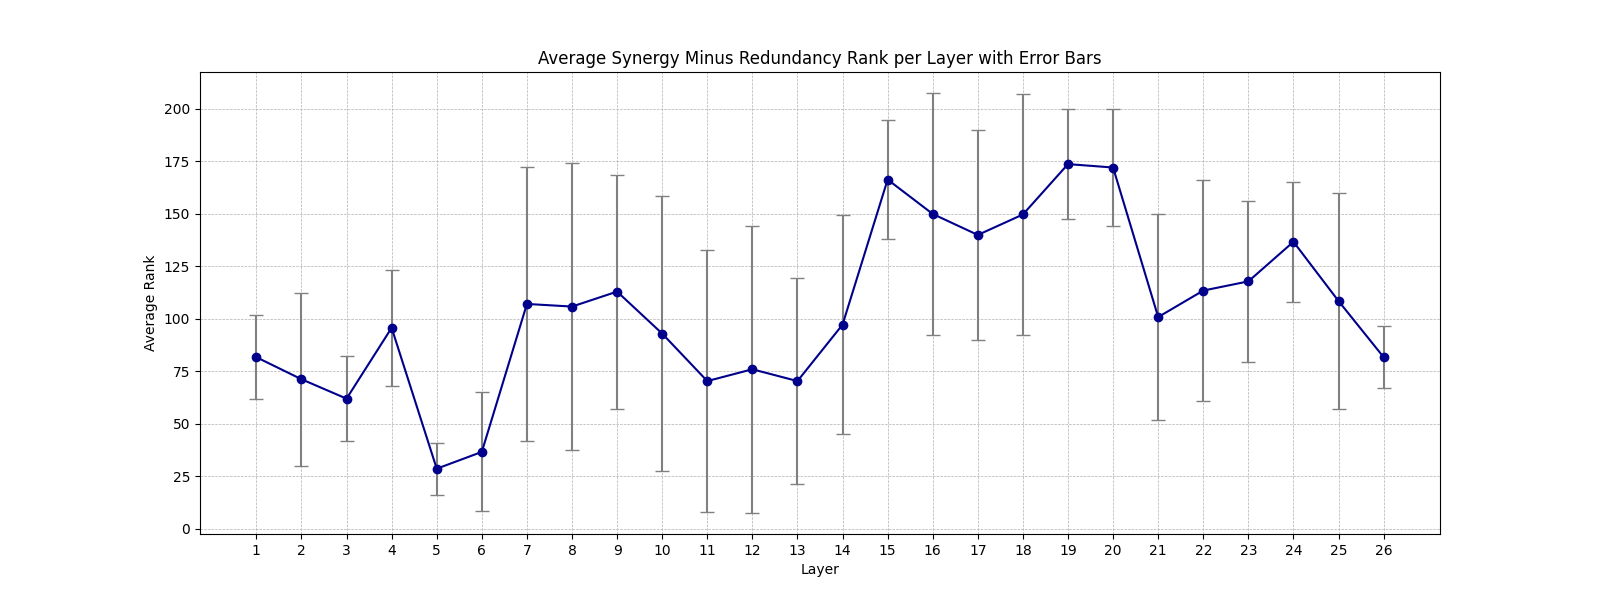 Average Synergy Minus Redundancy Rank per Layer with Error Bars
Average Rank
200
175
150
125
100
75
50
25
0
1 2 3 4 5 6 7 8 9 10 11 12 13 14 15 16 17 18 19 20 21 22 23 24 25 26
Layer